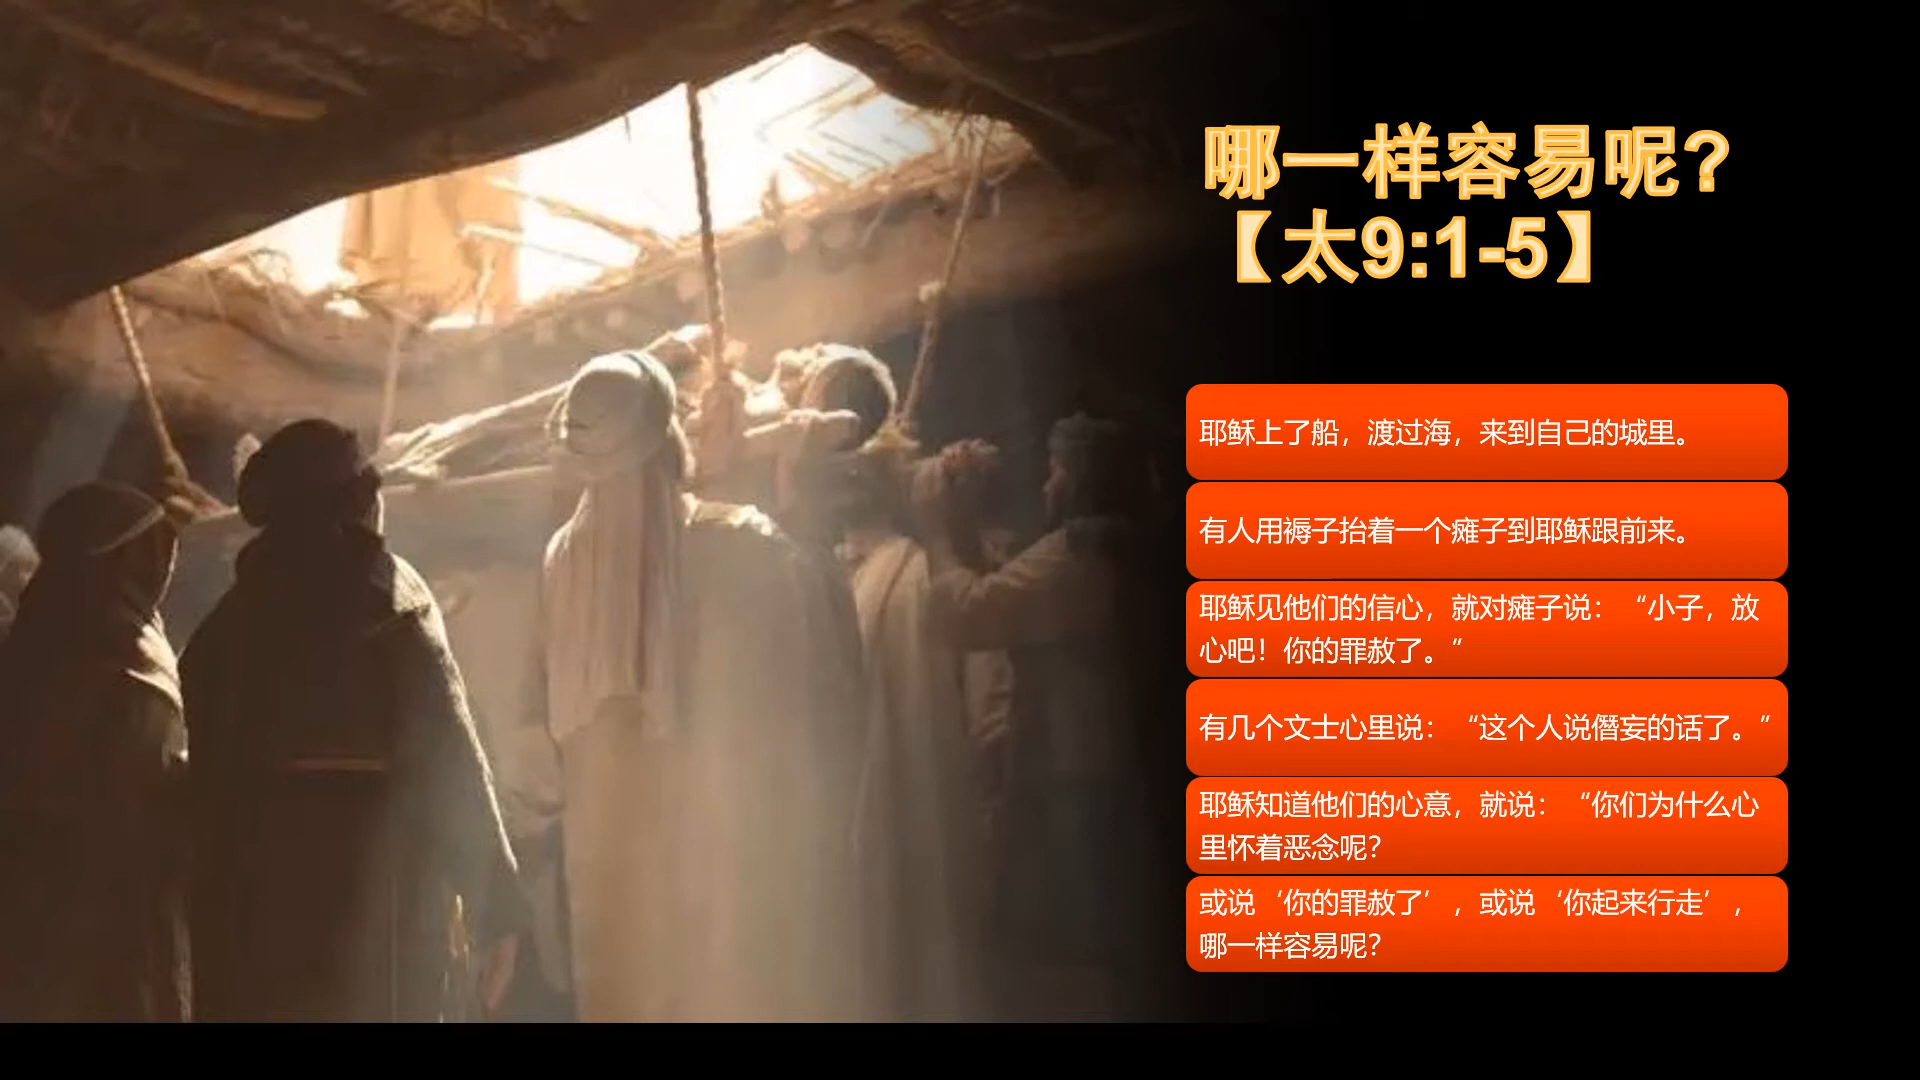 哪一样容易呢?
【太9:1-5】
耶稣上了船，渡过海，来到自己的城里。
有人用褥子抬着一个瘫子到耶稣跟前来。
耶稣见他们的信心，就对瘫子说：“小子，放
心吧！你的罪赦了。”
有几个文士心里说：“这个人说僭妄的话了。”
耶稣知道他们的心意，就说：“你们为什么心
里怀着恶念呢？
或说‘你的罪赦了’，或说‘你起来行走’，
哪一样容易呢？